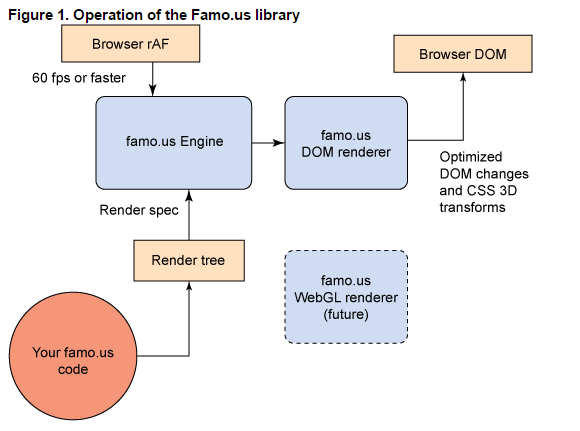 Figure 1. Operation of the Famo.us library
Browser rAF
Browser DOM
60 fps or faster
famo.us Engine
famo.us
DOM renderer
Optimized
DOM changes
and CSS 3D
transforms
Render spec
Render tree
famo.us
WebGL renderer
(future)
Your famo.us
code